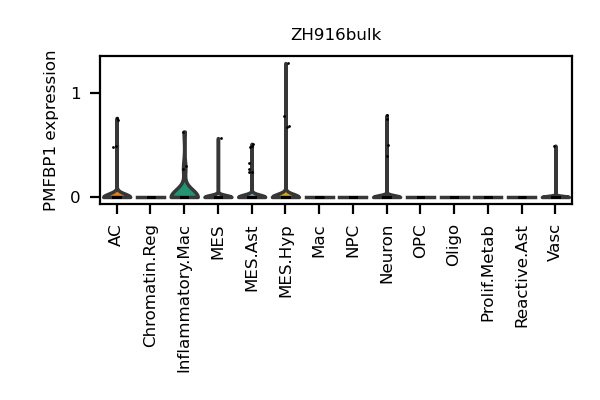 ZH916bulk
PMFBP1 expression
1
0
AC
Chromatin.Reg
Inflammatory.Mac
MES
MES.Ast
MES.Hyp
Mac
NPC
Neuron
OPC
Oligo
Prolif.Metab
Reactive.Ast
Vasc